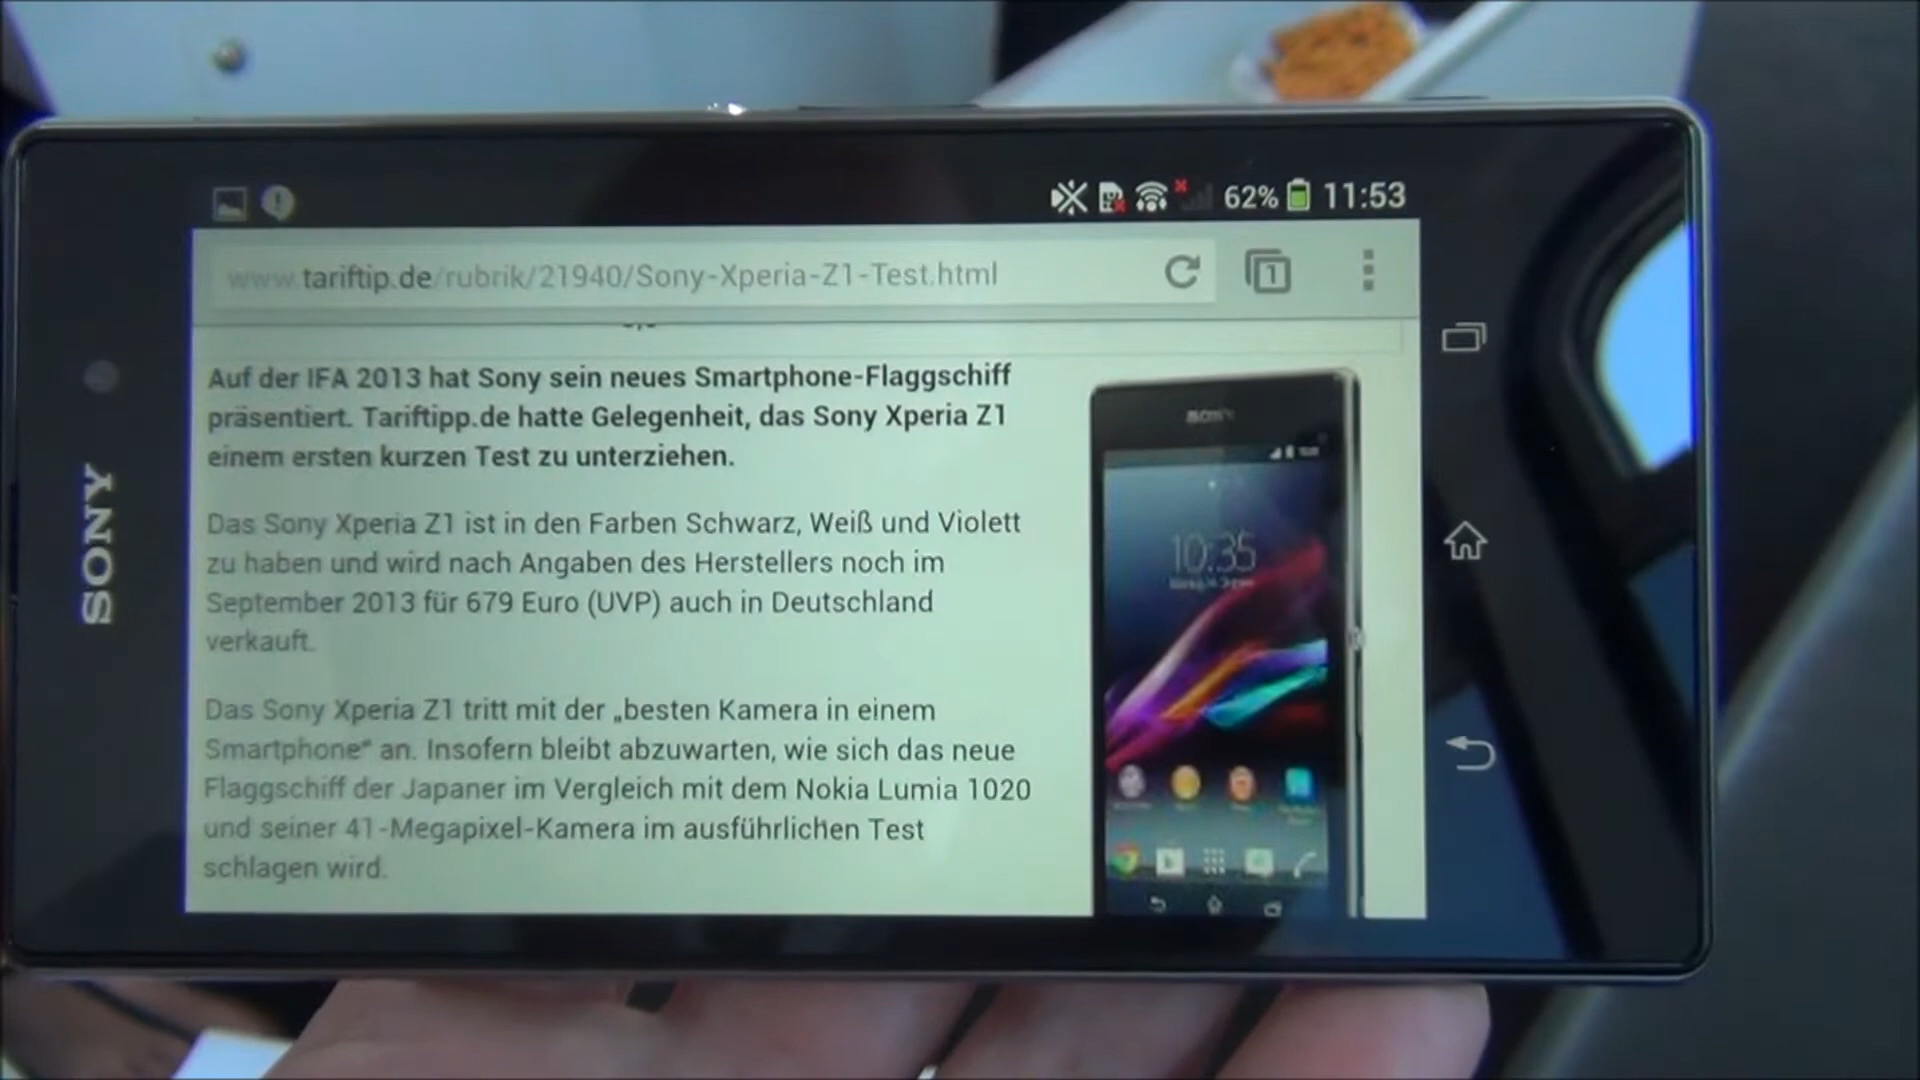 62% 11:53
www.tariftip.de/rubrik/21940/Sony-Xperia-Z1-Test.html
1
Auf der IFA 2013 hat Sony sein neues Smartphone-Flaggschiff
präsentiert. Tariftipp.de hatte Gelegenheit, das Sony Xperia Z1
einem ersten kurzen Test zu unterziehen.
Das Sony Xperia Z1 ist in den Farben Schwarz, Weiß und Violett
zu haben und wird nach Angaben des Herstellers noch im
September 2013 für 679 Euro (UVP) auch in Deutschland
verkauft.
Das Sony Xperia Z1 tritt mit der „besten Kamera in einem
Smartphone“ an. Insofern bleibt abzuwarten, wie sich das neue
Flaggschiff der Japaner im Vergleich mit dem Nokia Lumia 1020
und seiner 41-Megapixel-Kamera im ausführlichen Test
schlagen wird.
SONY
10:35
SONY